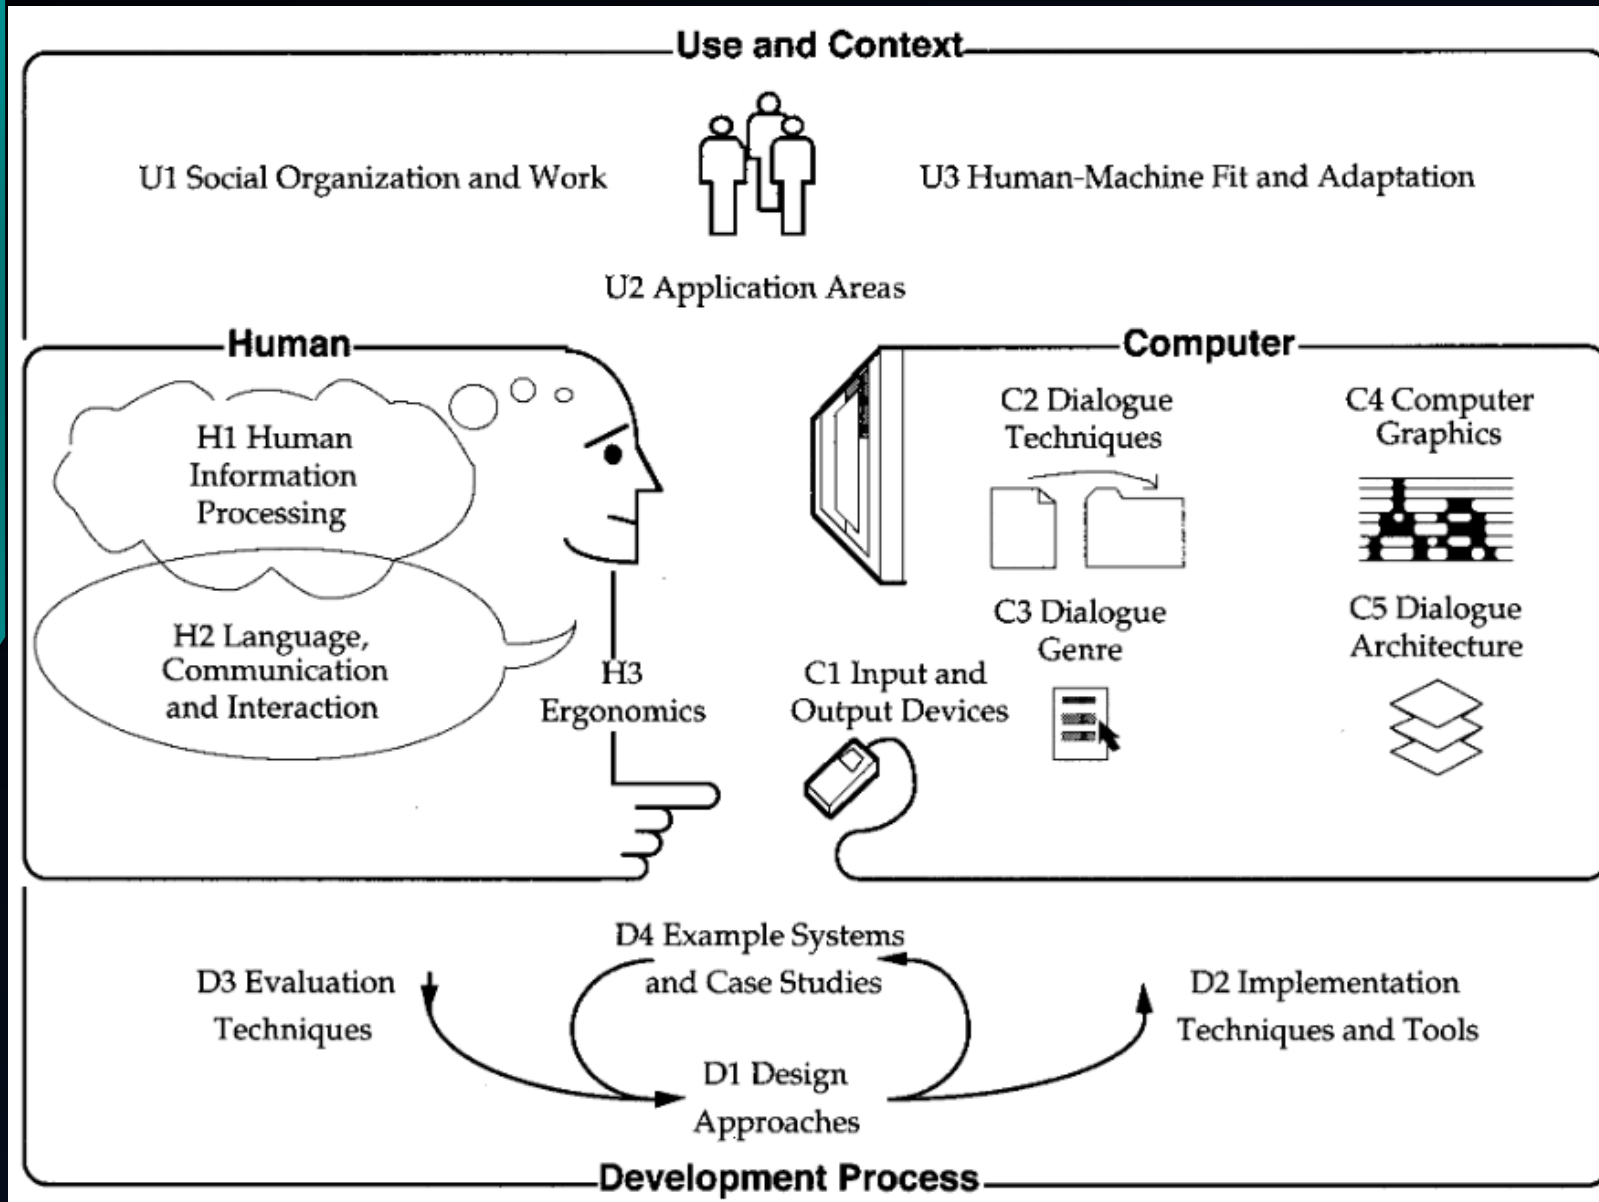 Use and Context
U1 Social Organization and Work
U3 Human-Machine Fit and Adaptation
U2 Application Areas
Human
H1 Human
Information
Processing
H2 Language,
Communication
and Interaction
H3
Ergonomics
Computer
C1 Input and
Output Devices
C2 Dialogue
Techniques
C3 Dialogue
Genre
C4 Computer
Graphics
C5 Dialogue
Architecture
D3 Evaluation
Techniques
D4 Example Systems
and Case Studies
D1 Design
Approaches
D2 Implementation
Techniques and Tools
Development Process